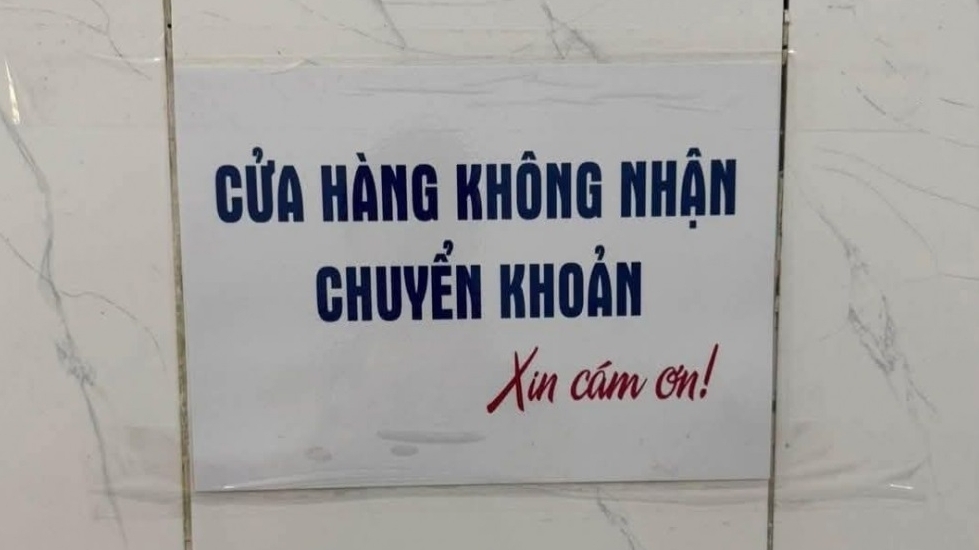 CỬA HÀNG KHÔNG NHẬN
CHUYỂN KHOẢN
Xin cám ơn!